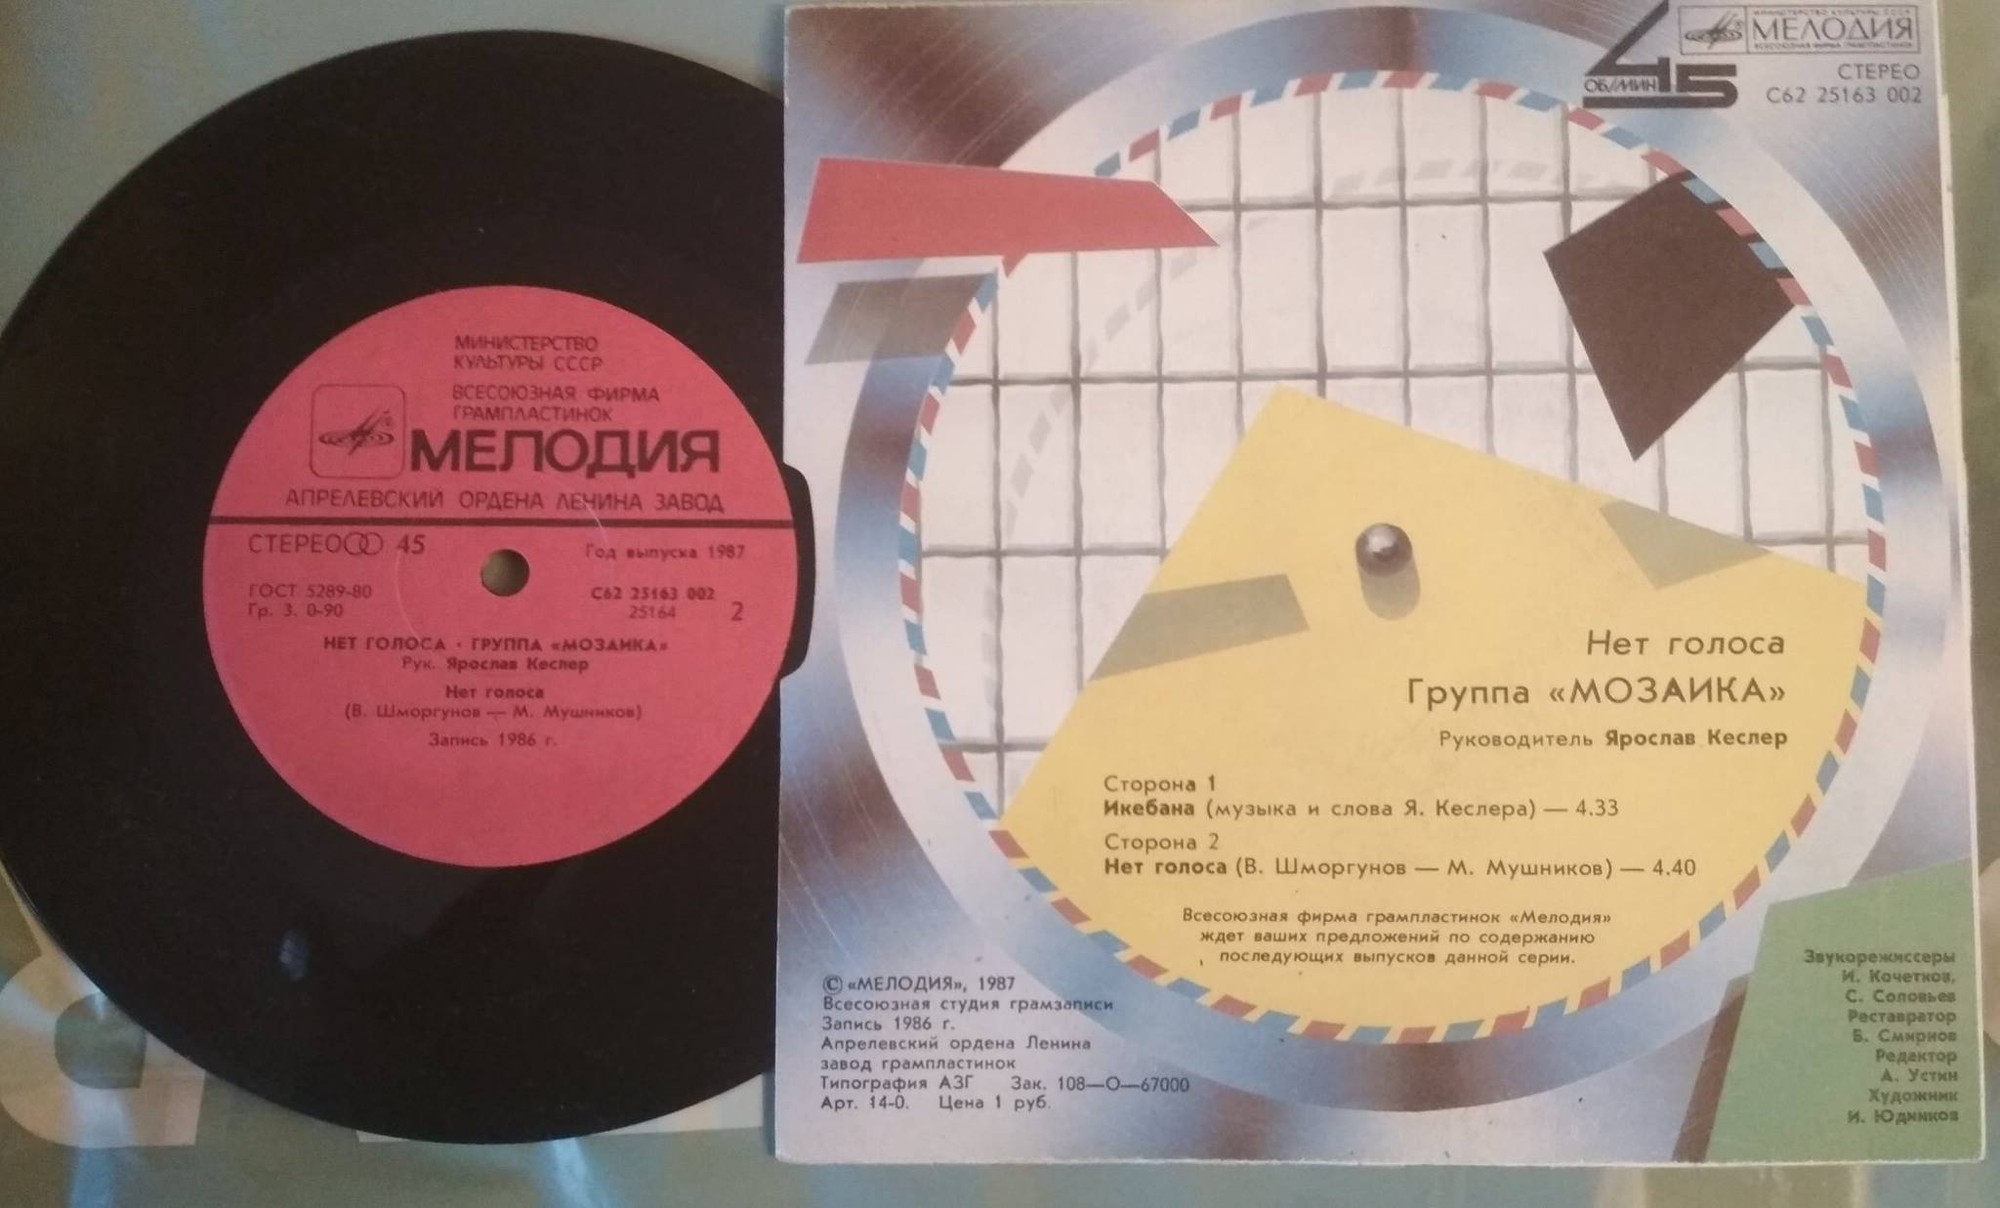 МИНИСТЕРСТВО
КУЛЬТУРЫ СССР
ВСЕСОЮЗНАЯ ФИРМА
ГРАМПЛАСТИНОК
МЕЛОДИЯ
АПРЕЛЕВСКИЙ ОРДЕНА ЛЕНИНА ЗАВОД
СТЕРЕО 45
Год выпуска 1987
ГОСТ 5289-80
Гр. 3. 0-90
С62 25163 002
25164 2
НЕТ ГОЛОСА · ГРУППА «МОЗАИКА»
Рук. Ярослав Кеслер
Нет голоса
(В. Шморгунов — М. Мушников)
Запись 1986 г.
МИНИСТЕРСТВО КУЛЬТУРЫ СССР
МЕЛОДИЯ
ВСЕСОЮЗНАЯ ФИРМА ГРАМПЛАСТИНОК
45
ОБ/МИН
СТЕРЕО
С62 25163 002
Нет голоса
Группа «МОЗАИКА»
Руководитель Ярослав Кеслер
Сторона 1
Икебана (музыка и слова Я. Кеслера) — 4.33
Сторона 2
Нет голоса (В. Шморгунов — М. Мушников) — 4.40
Всесоюзная фирма грампластинок «Мелодия»
ждет ваших предложений по содержанию
последующих выпусков данной серии.
© «МЕЛОДИЯ», 1987
Всесоюзная студия грамзаписи
Запись 1986 г.
Апрелевский ордена Ленина
завод грампластинок
Типография АЗГ Зак. 108—О—67000
Арт. 14-0. Цена 1 руб.
Звукорежиссеры
И. Кочетков,
С. Соловьев
Реставратор
Б. Смирнов
Редактор
А. Устин
Художник
И. Юдников